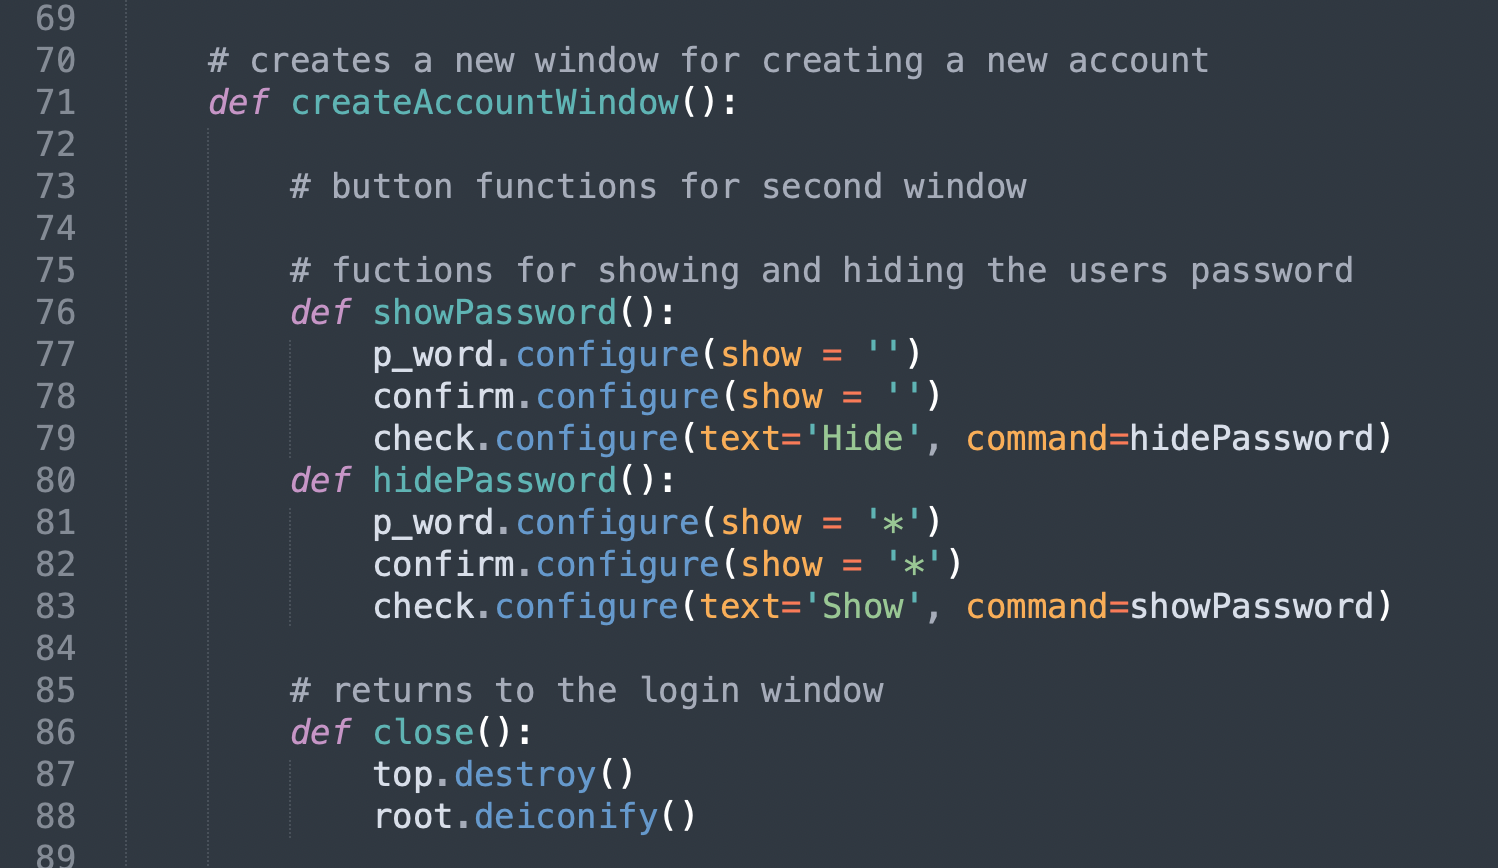 69
70 # creates a new window for creating a new account
71 def createAccountWindow():
72
73 # button functions for second window
74
75 # fuctions for showing and hiding the users password
76 def showPassword():
77 p_word.configure(show = '')
78 confirm.configure(show = '')
79 check.configure(text='Hide', command=hidePassword)
80 def hidePassword():
81 p_word.configure(show = '*')
82 confirm.configure(show = '*')
83 check.configure(text='Show', command=showPassword)
84
85 # returns to the login window
86 def close():
87 top.destroy()
88 root.deiconify()
89